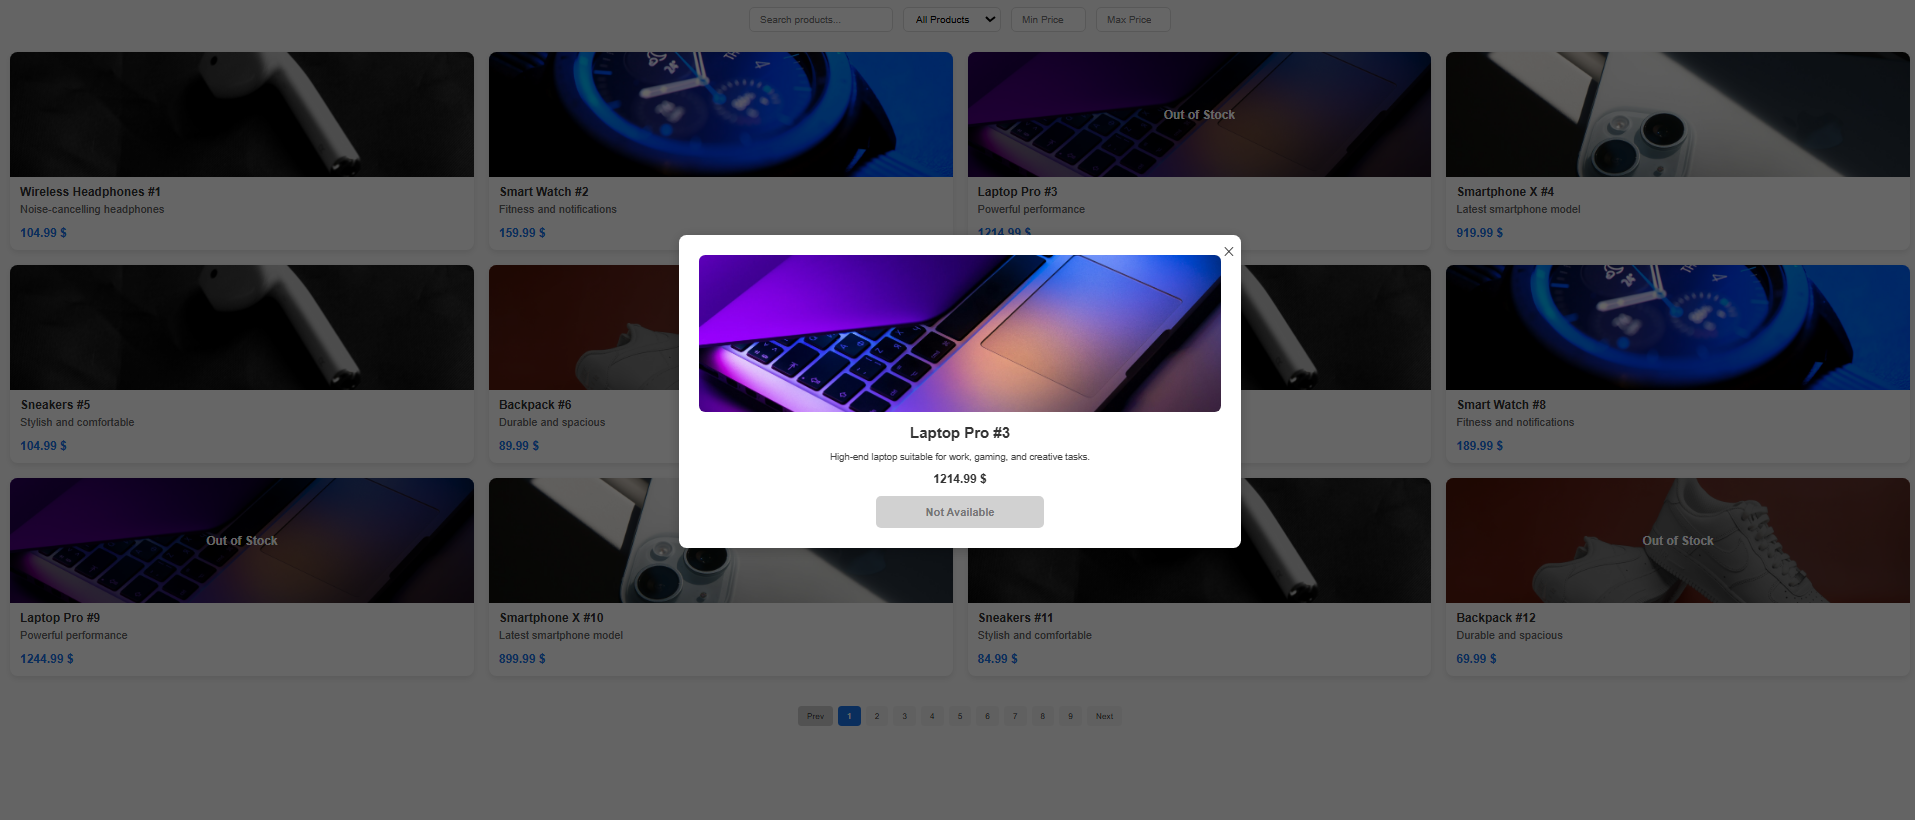 Search products...
All Products
Min Price
Max Price
Out of Stock
Wireless Headphones #1
Noise-cancelling headphones
104.99 $
Smart Watch #2
Fitness and notifications
159.99 $
Laptop Pro #3
Powerful performance
1214.99 $
Smartphone X #4
Latest smartphone model
919.99 $
Sneakers #5
Stylish and comfortable
104.99 $
Backpack #6
Durable and spacious
89.99 $
Smart Watch #8
Fitness and notifications
189.99 $
Laptop Pro #3
High-end laptop suitable for work, gaming, and creative tasks.
1214.99 $
Not Available
Out of Stock
Laptop Pro #9
Powerful performance
1244.99 $
Smartphone X #10
Latest smartphone model
899.99 $
Sneakers #11
Stylish and comfortable
84.99 $
Out of Stock
Backpack #12
Durable and spacious
69.99 $
Prev
1
2
3
4
5
6
7
8
9
Next